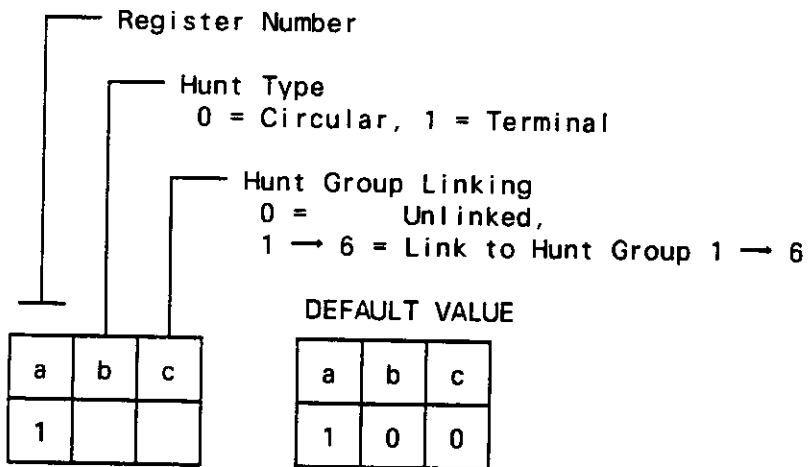 Register Number
Hunt Type
0 = Circular, 1 = Terminal
Hunt Group Linking
0 = Unlinked,
1 → 6 = Link to Hunt Group 1 → 6
DEFAULT VALUE
a b c
1
a b c
1 0 0